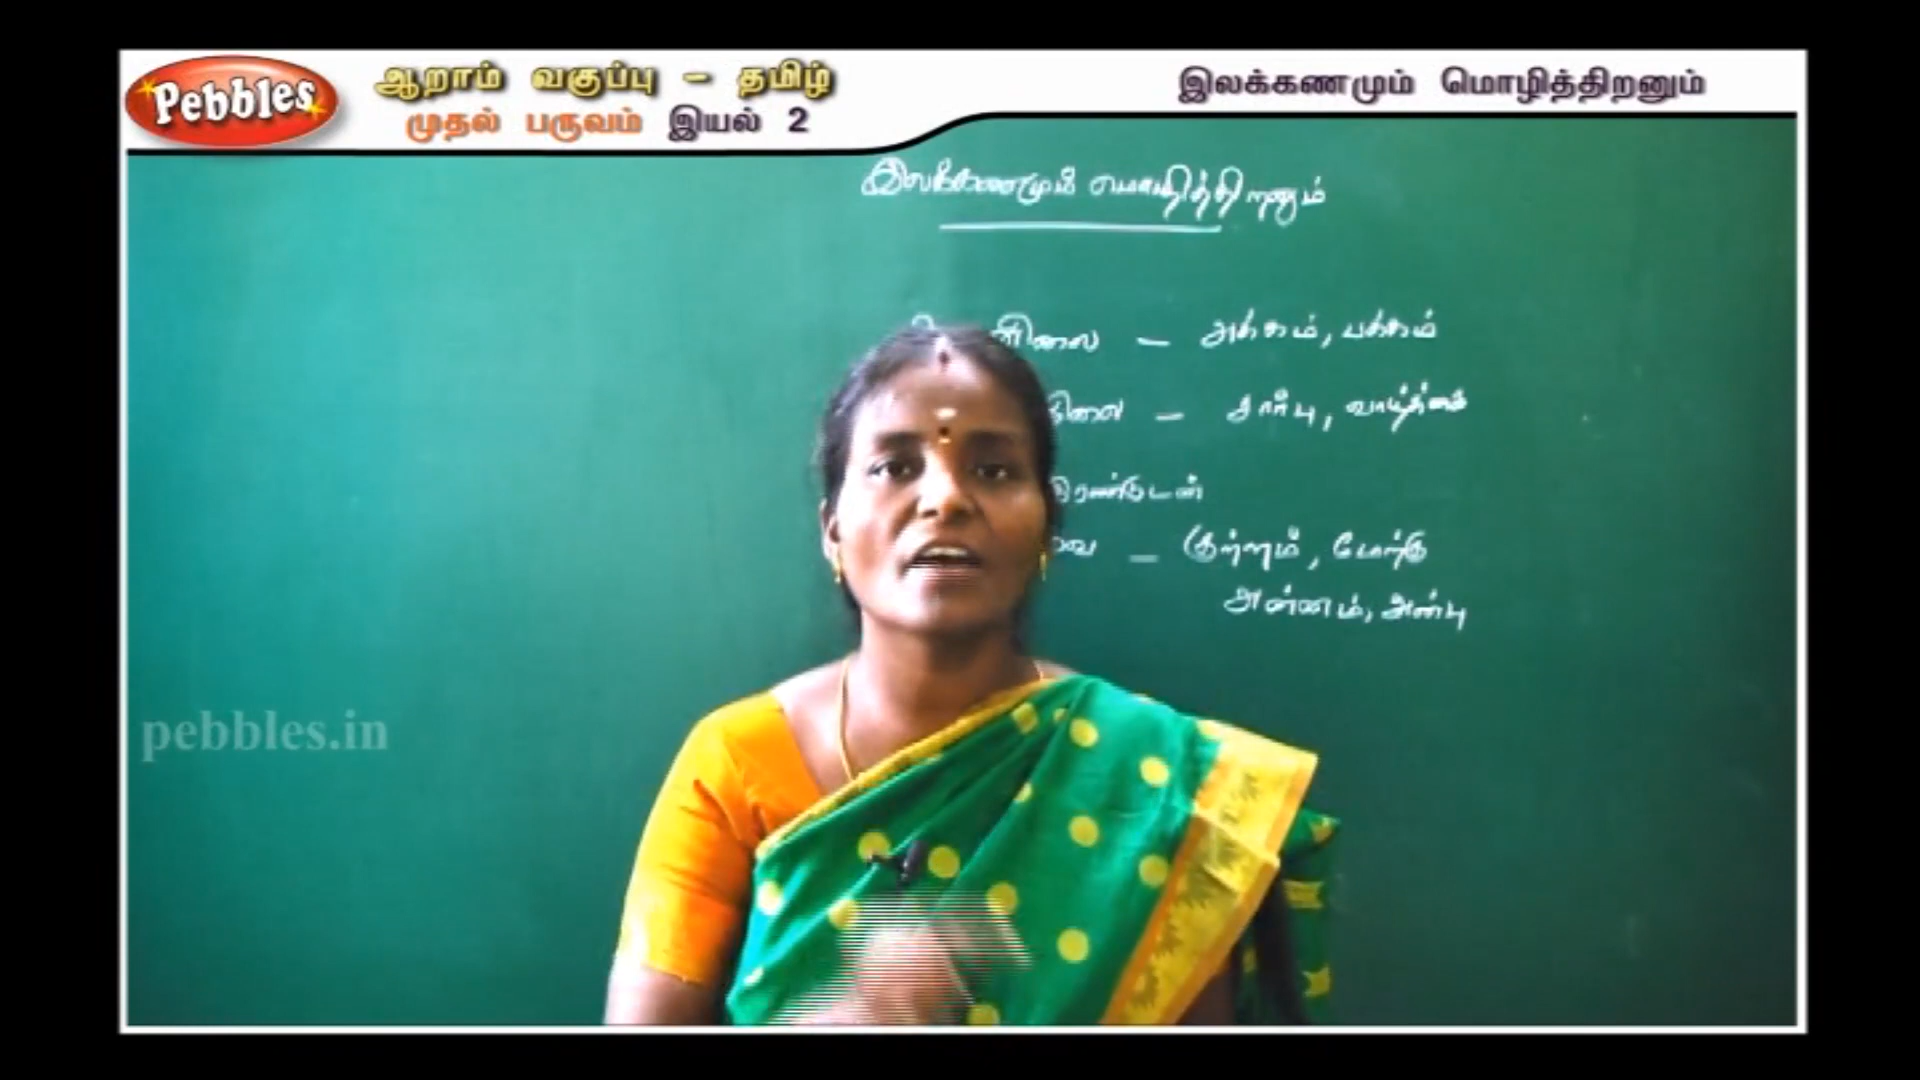 Pebbles
ஆறாம் வகுப்பு – தமிழ்
முதல் பருவம் இயல் 2
இலக்கணமும் மொழித்திறனும்
இலக்கணமும் மொழித்திறனும்
நிலை – அக்கம், பக்கம்
நிலை – சார்பு, வாழ்க்கை
இரண்டுடன்
– குற்றம், போற்கு
அன்னம், அன்பு
pebbles.in